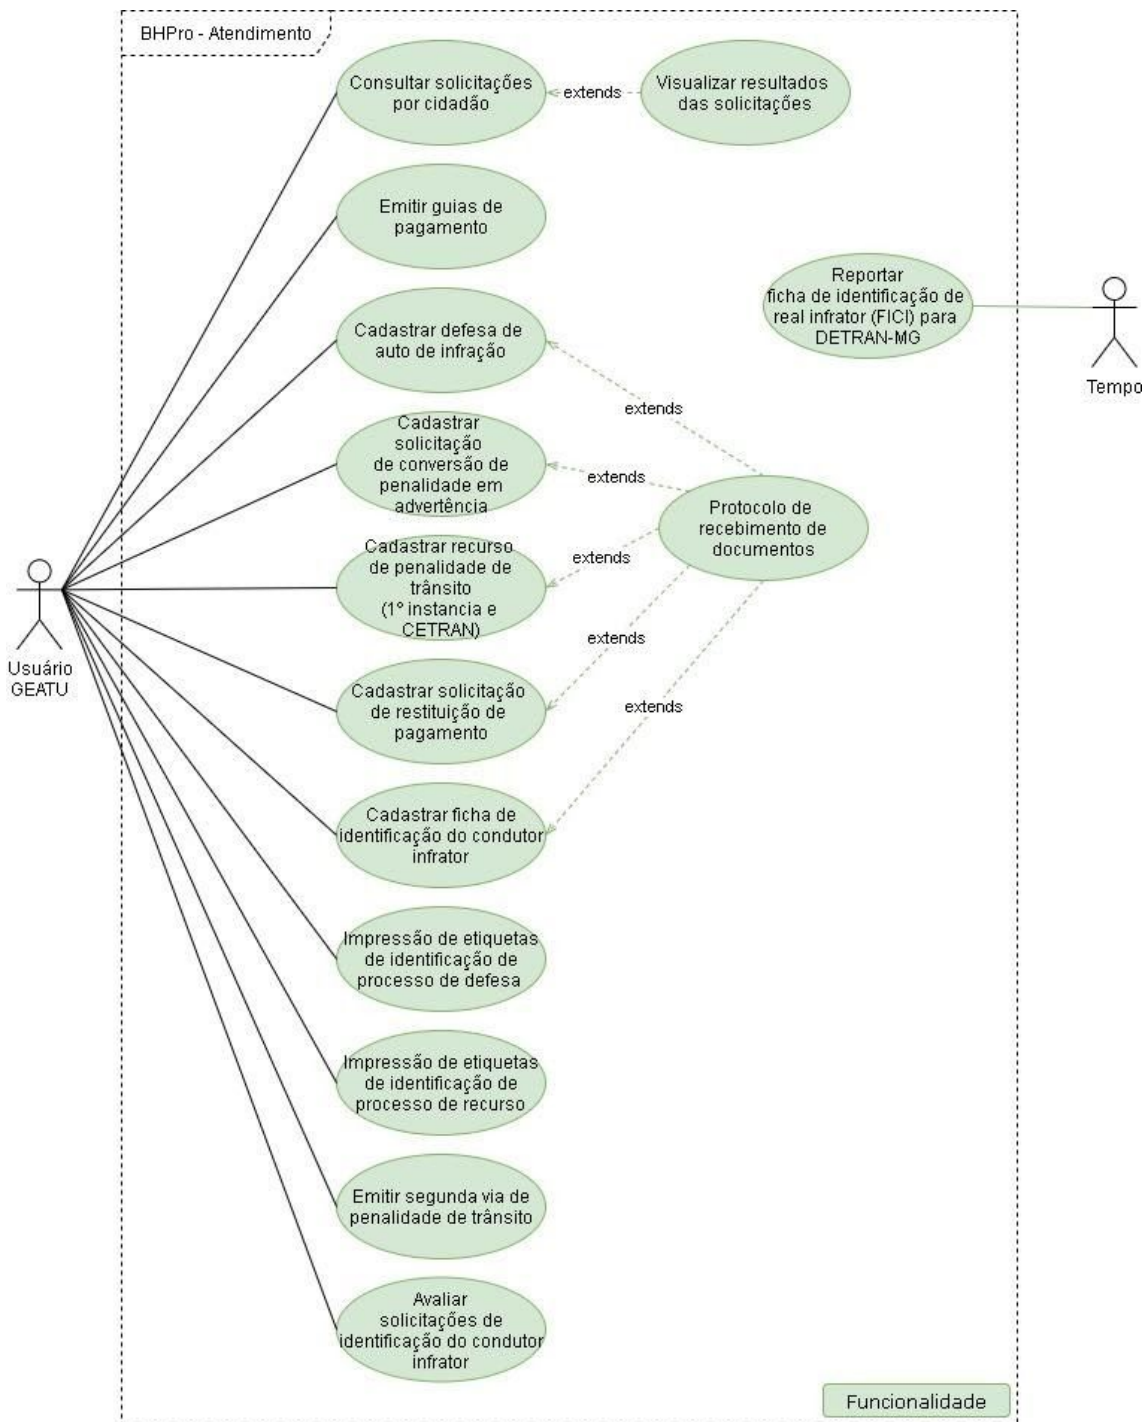 BHPro - Atendimento
Consultar solicitações
por cidadão
extends
Visualizar resultados
das solicitações
Emitir guias de
pagamento
Reportar
ficha de identificação de
real infrator (FICI) para
DETRAN-MG
Tempo
Cadastrar defesa de
auto de infração
extends
Cadastrar
solicitação
de conversão de
penalidade em
advertência
extends
Protocolo de
recebimento de
documentos
Cadastrar recurso
de penalidade de
trânsito
(1º instancia e
CETRAN)
extends
Usuário
GEATU
extends
Cadastrar solicitação
de restituição de
pagamento
extends
Cadastrar ficha de
identificação do condutor
infrator
Impressão de etiquetas
de identificação de
processo de defesa
Impressão de etiquetas
de identificação de
processo de recurso
Emitir segunda via de
penalidade de trânsito
Avaliar
solicitações de
identificação do condutor
infrator
Funcionalidade